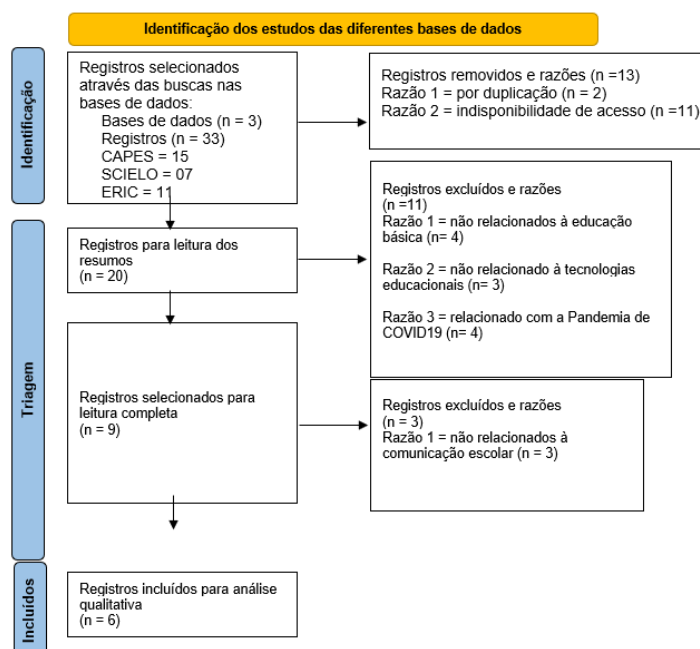 Identificação dos estudos das diferentes bases de dados
Identificação
Registros selecionados
através das buscas nas
bases de dados:
Bases de dados (n = 3)
Registros (n = 33)
CAPES = 15
SCIELO = 07
ERIC = 11
Registros removidos e razões (n =13)
Razão 1 = por duplicação (n = 2)
Razão 2 = indisponibilidade de acesso (n =11)
Triagem
Registros para leitura dos
resumos
(n = 20)
Registros excluídos e razões
(n =11)
Razão 1 = não relacionados à educação
básica (n= 4)
Razão 2 = não relacionado à tecnologias
educacionais (n= 3)
Razão 3 = relacionado com a Pandemia de
COVID19 (n= 4)
Registros selecionados para
leitura completa
(n = 9)
Registros excluídos e razões
(n = 3)
Razão 1 = não relacionados à
comunicação escolar (n = 3)
Incluídos
Registros incluídos para análise
qualitativa
(n = 6)